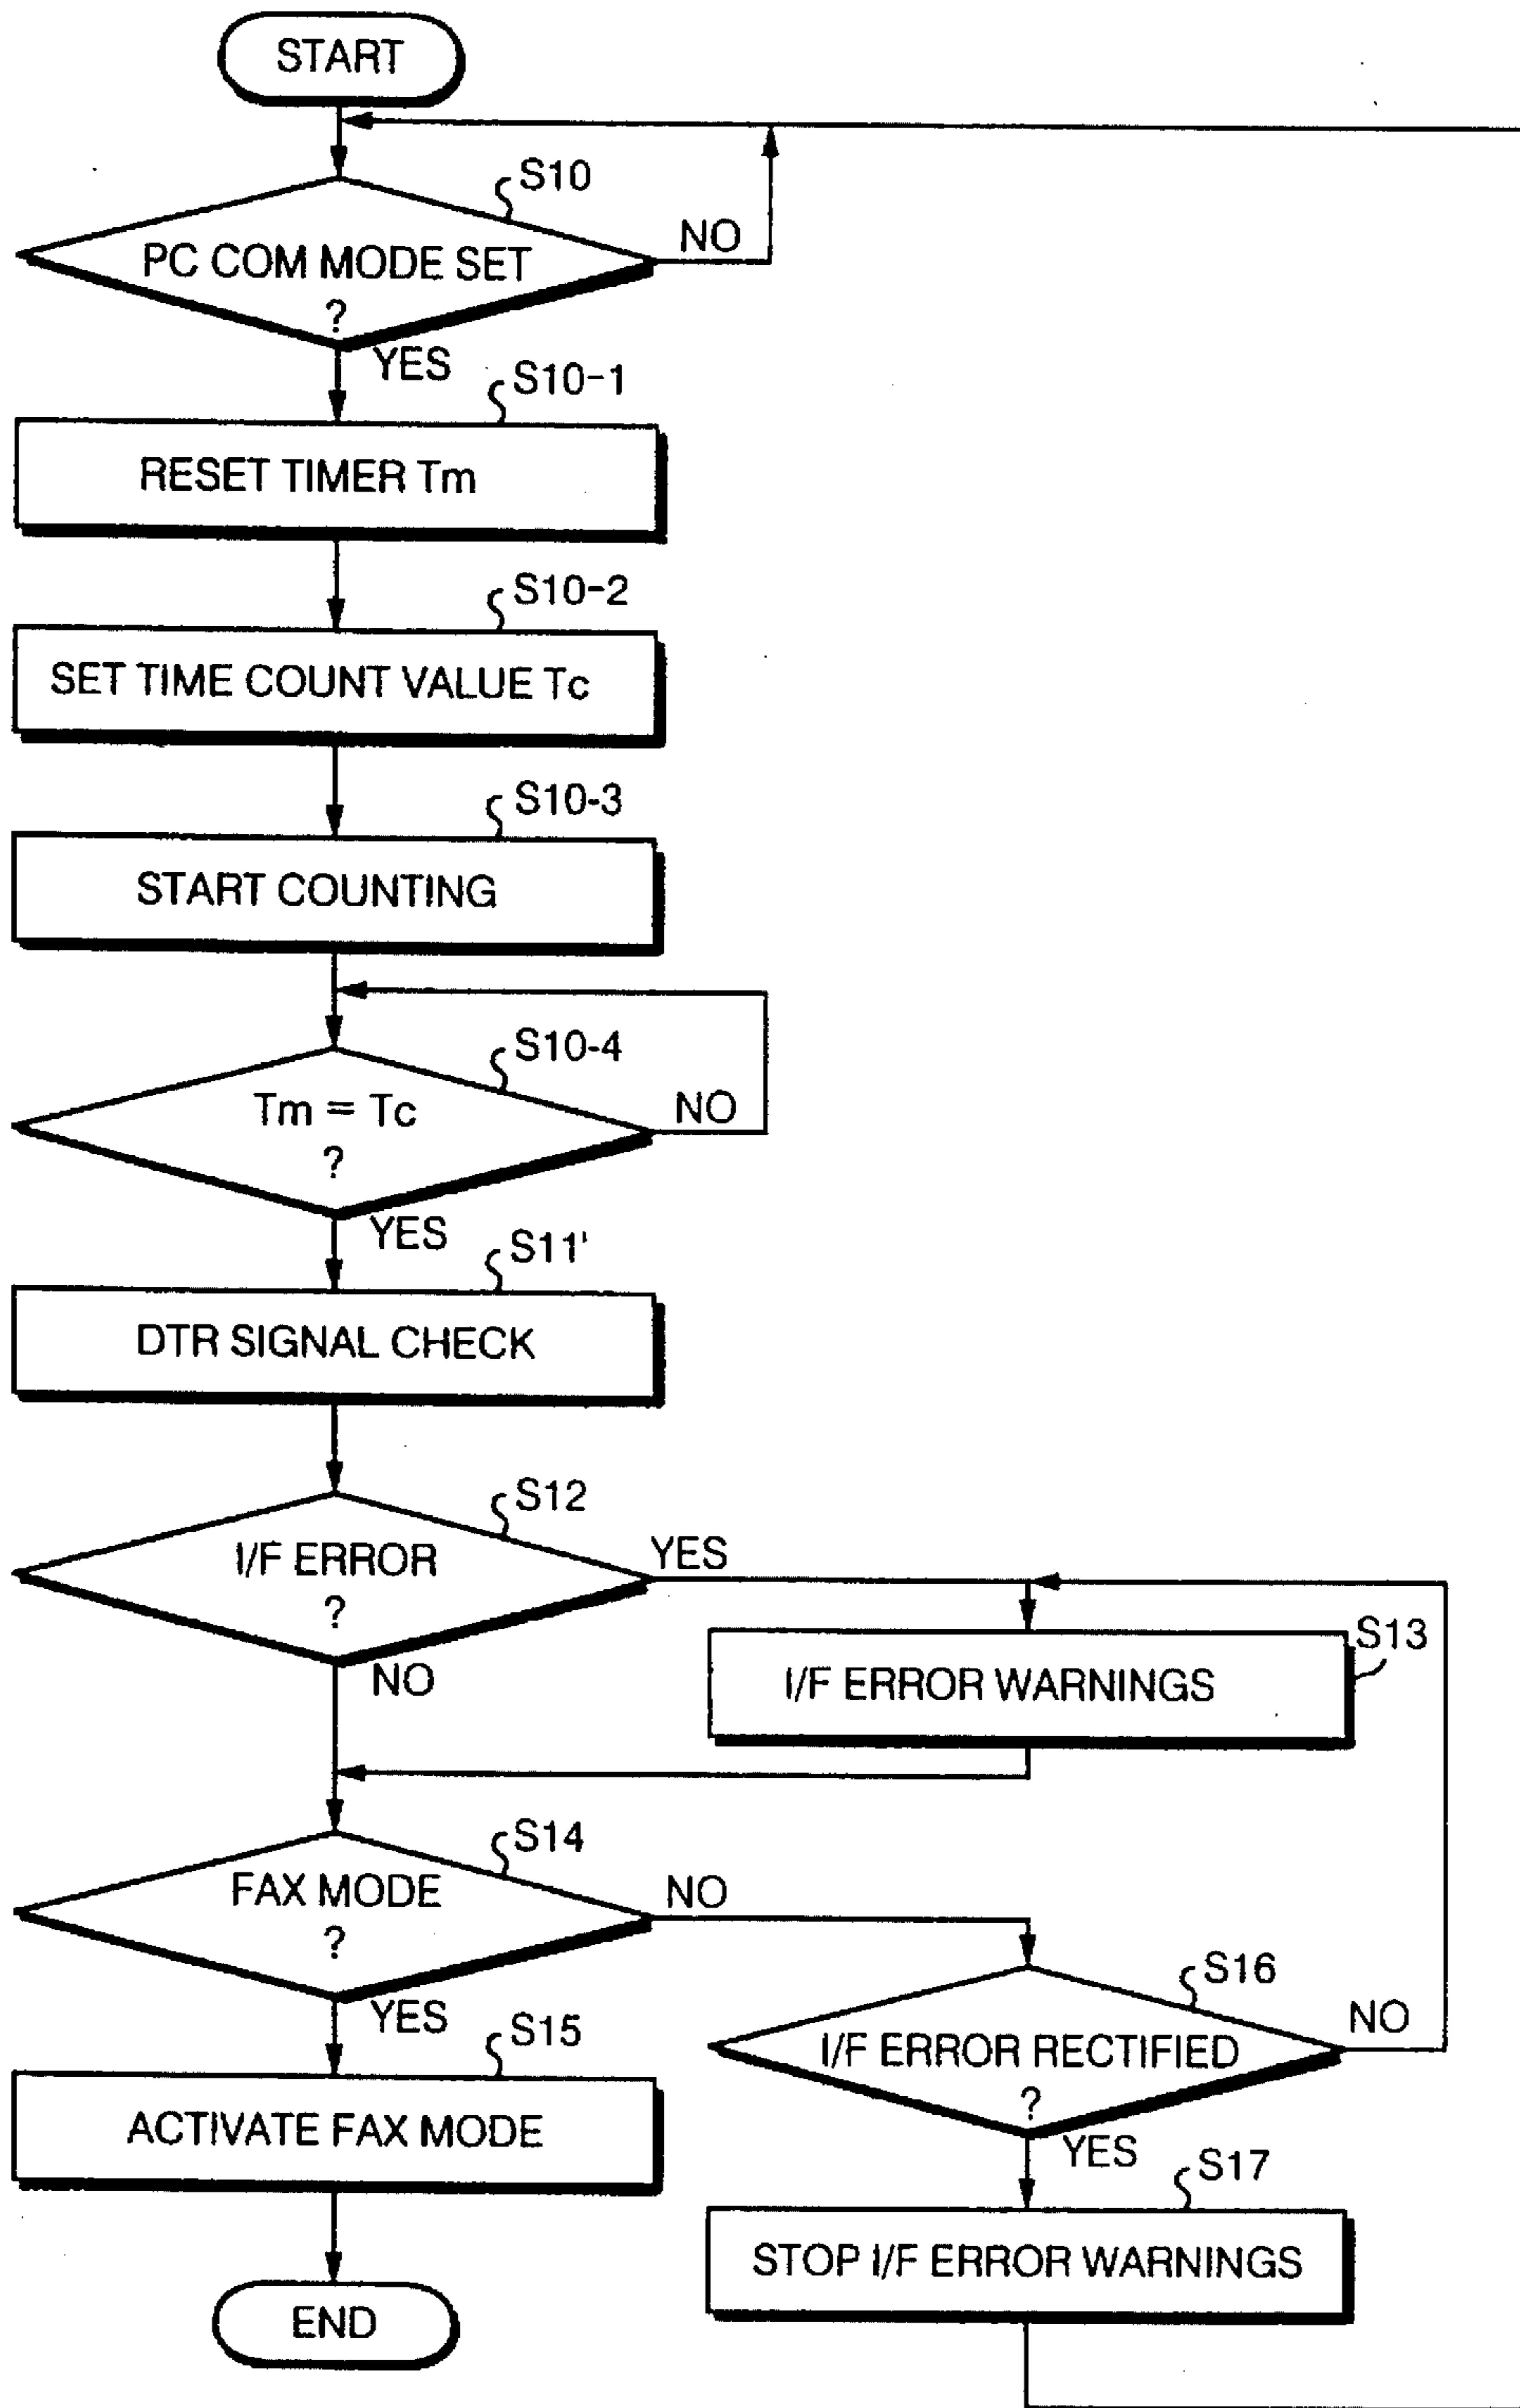 START
S10
PC COM MODE SET
?
NO
YES
S10-1
RESET TIMER Tm
S10-2
SET TIME COUNT VALUE Tc
S10-3
START COUNTING
S10-4
Tm = Tc
?
NO
YES
S11'
DTR SIGNAL CHECK
S12
I/F ERROR
?
YES
NO
S13
I/F ERROR WARNINGS
S14
FAX MODE
?
NO
YES
S15
ACTIVATE FAX MODE
END
S16
I/F ERROR RECTIFIED
?
NO
YES
S17
STOP I/F ERROR WARNINGS